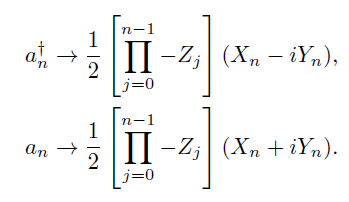 $a_n^\dagger \to \frac{1}{2} \left[ \prod_{j=0}^{n-1} -Z_j \right] (X_n - iY_n),$
$a_n \to \frac{1}{2} \left[ \prod_{j=0}^{n-1} -Z_j \right] (X_n + iY_n).$